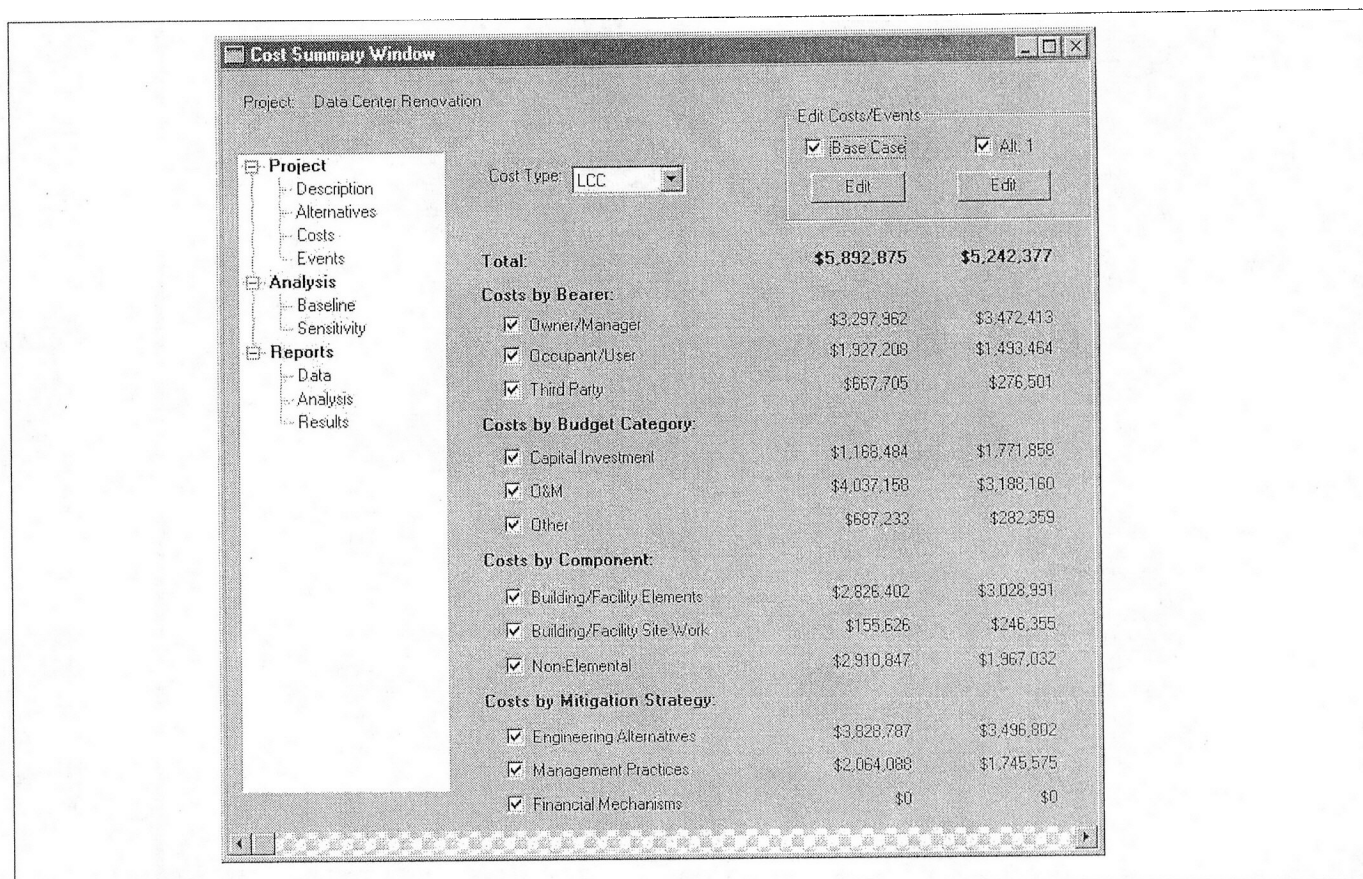 Cost Summary Window
Project: Data Center Renovation
Edit Costs/Events
Base Case Alt. 1
Cost Type: LCC Edit Edit
Project
Description
Alternatives
Costs
Events
Analysis
Baseline
Sensitivity
Reports
Data
Analysis
Results
Total: $5,892,875 $5,242,377
Costs by Bearer:
Owner/Manager $3,297,962 $3,472,413
Occupant/User $1,927,208 $1,493,464
Third Party $667,705 $276,501
Costs by Budget Category:
Capital Investment $1,168,484 $1,771,858
O&M $4,037,158 $3,188,160
Other $687,233 $282,359
Costs by Component:
Building/Facility Elements $2,826,402 $3,028,991
Building/Facility Site Work $155,626 $246,355
Non-Elemental $2,910,847 $1,967,032
Costs by Mitigation Strategy:
Engineering Alternatives $3,828,787 $3,496,802
Management Practices $2,064,088 $1,745,575
Financial Mechanisms $0 $0